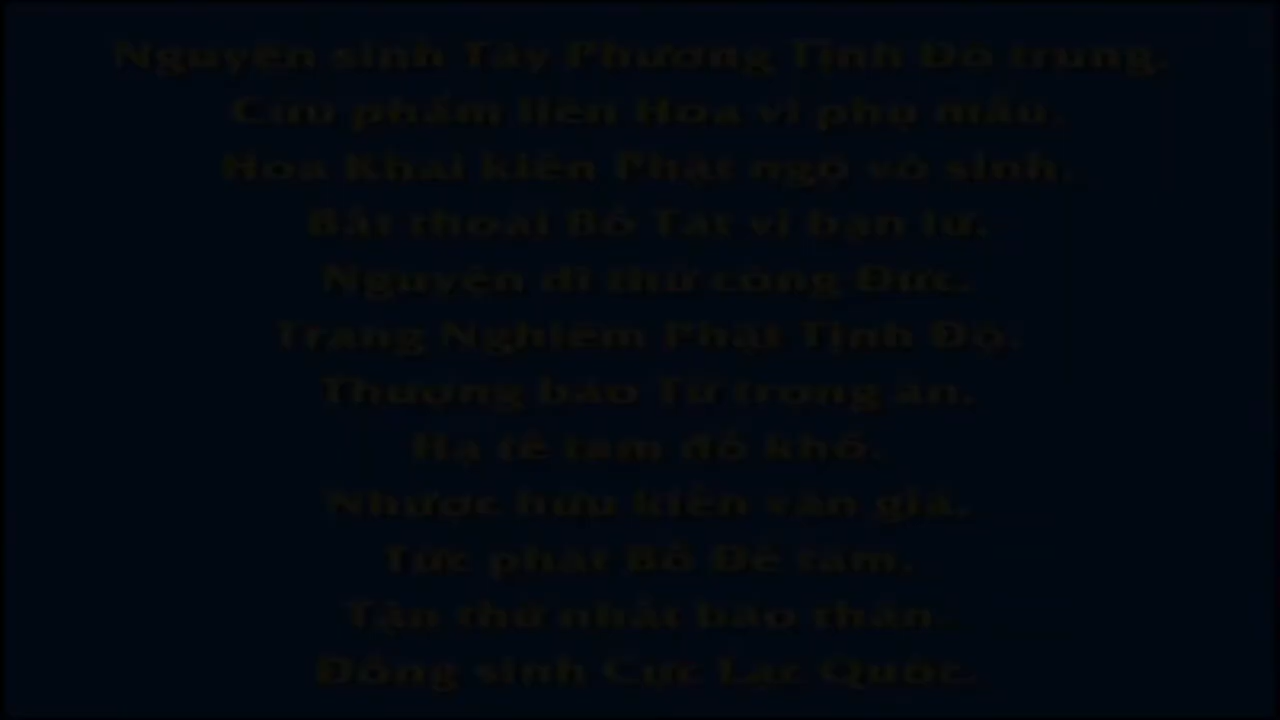 Nguyện sinh Tây Phương Tịnh Độ trung.
Cửu phẩm liên Hoa vi phụ mẫu.
Hoa Khai kiến Phật ngộ vô sinh.
Bất thoái Bồ Tát vi bạn lữ.
Nguyện dĩ thử công Đức.
Trang Nghiêm Phật Tịnh Độ.
Thượng báo Tứ trọng ân.
Hạ tế tam đồ khổ.
Nhược hữu kiến văn giả.
Tức phát Bồ Đề tâm.
Tận thử nhất báo thân.
Đồng sinh Cực Lạc Quốc.